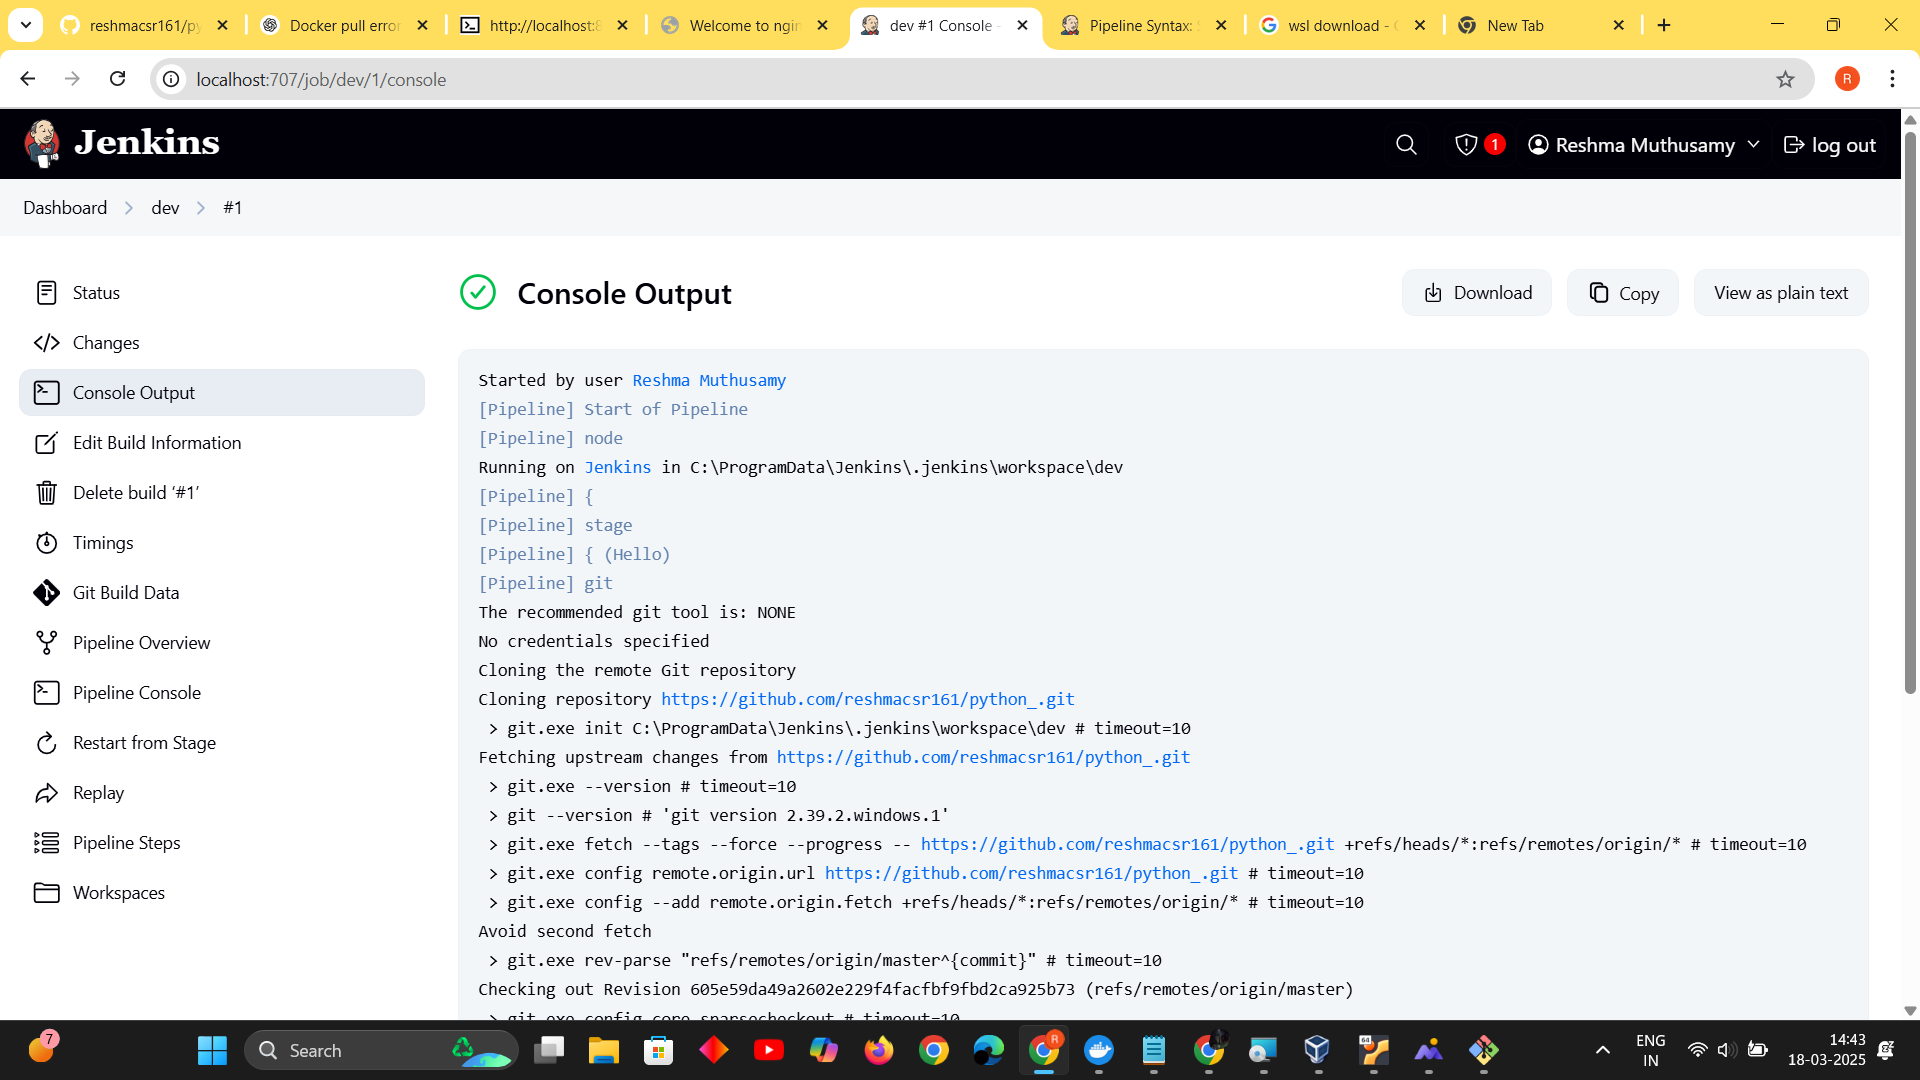 reshmacsr161/py
Docker pull error
http://localhost:8
Welcome to ngin
dev #1 Console -
Pipeline Syntax: S
wsl download - G
New Tab
localhost:707/job/dev/1/console
R
Jenkins
1
Reshma Muthusamy
log out
Dashboard
dev
#1
Status
Changes
Console Output
Edit Build Information
Delete build ‘#1’
Timings
Git Build Data
Pipeline Overview
Pipeline Console
Restart from Stage
Replay
Pipeline Steps
Workspaces
Console Output
Download
Copy
View as plain text
Started by user Reshma Muthusamy
[Pipeline] Start of Pipeline
[Pipeline] node
Running on Jenkins in C:\ProgramData\Jenkins\.jenkins\workspace\dev
[Pipeline] {
[Pipeline] stage
[Pipeline] { (Hello)
[Pipeline] git
The recommended git tool is: NONE
No credentials specified
Cloning the remote Git repository
Cloning repository https://github.com/reshmacsr161/python_.git
> git.exe init C:\ProgramData\Jenkins\.jenkins\workspace\dev # timeout=10
Fetching upstream changes from https://github.com/reshmacsr161/python_.git
> git.exe --version # timeout=10
> git --version # 'git version 2.39.2.windows.1'
> git.exe fetch --tags --force --progress -- https://github.com/reshmacsr161/python_.git +refs/heads/*:refs/remotes/origin/* # timeout=10
> git.exe config remote.origin.url https://github.com/reshmacsr161/python_.git # timeout=10
> git.exe config --add remote.origin.fetch +refs/heads/*:refs/remotes/origin/* # timeout=10
Avoid second fetch
> git.exe rev-parse "refs/remotes/origin/master^{commit}" # timeout=10
Checking out Revision 605e59da49a2602e229f4facfbf9fbd2ca925b73 (refs/remotes/origin/master)
> git.exe config core.sparsecheckout # timeout=10
7
Search
R
64
ENG
IN
14:43
18-03-2025